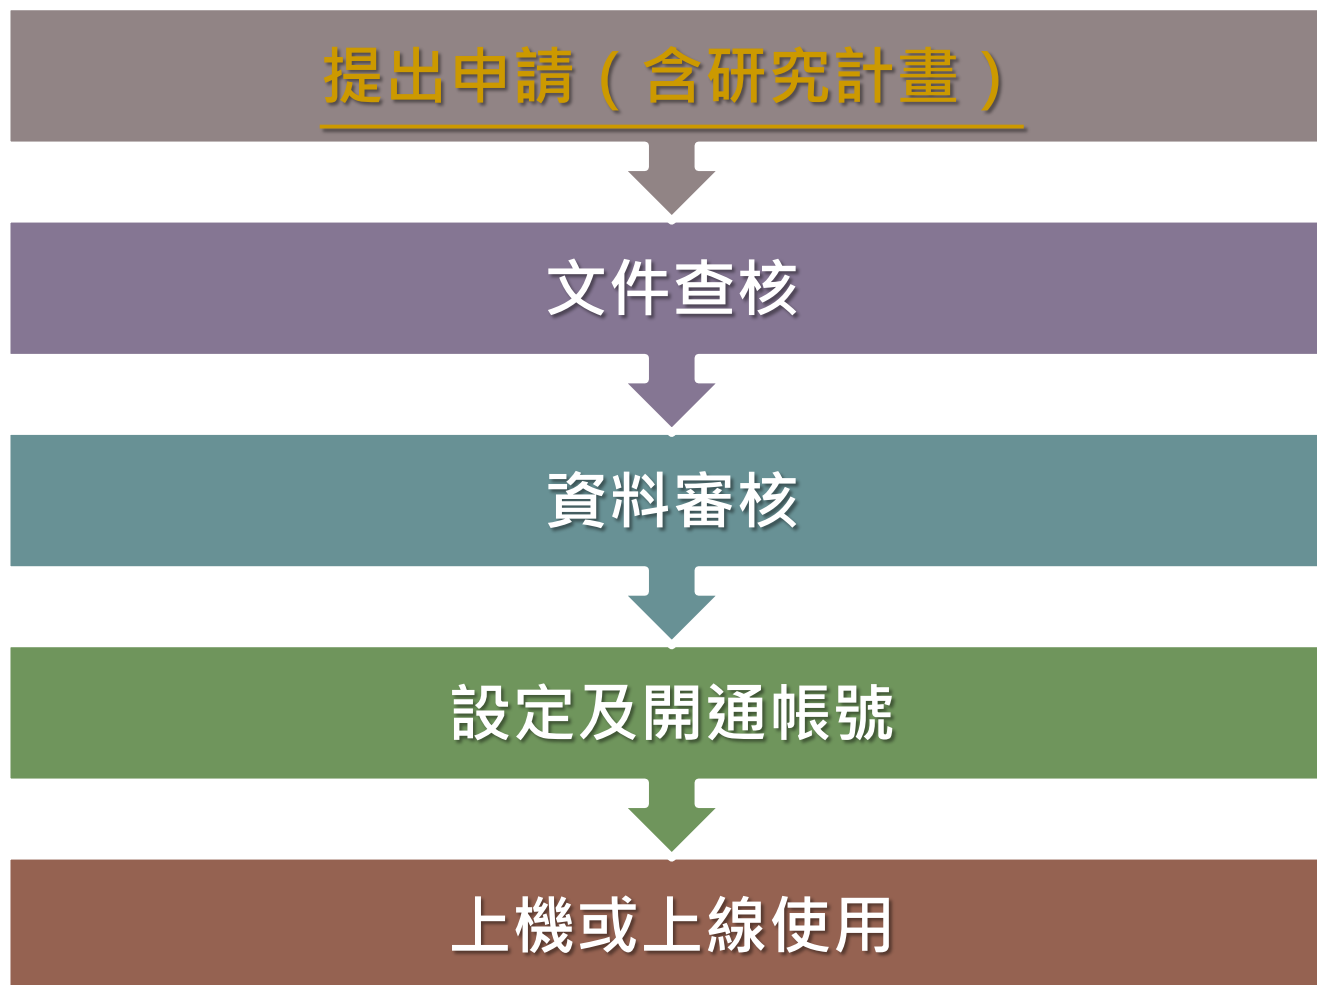 提出申請（含研究計畫）
文件查核
資料審核
設定及開通帳號
上機或上線使用